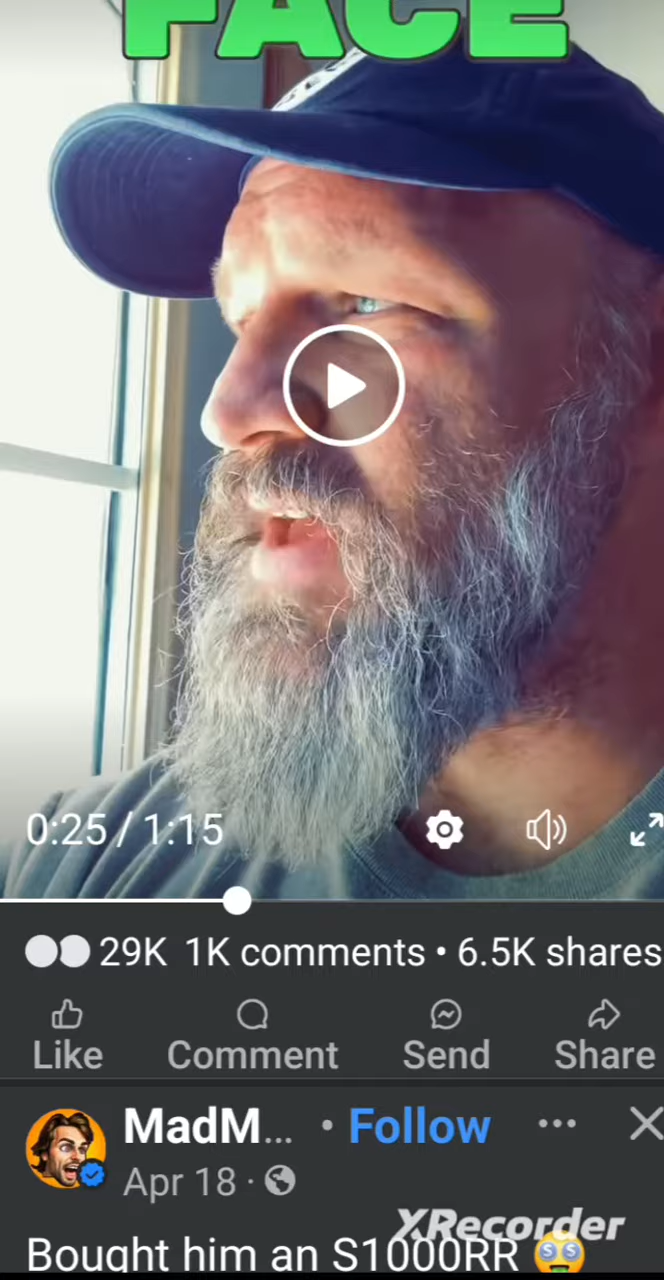 FACE
0:25 / 1:15
29K 1K comments • 6.5K shares
Like Comment Send Share
MadM... • Follow
Apr 18 ·
XRecorder
Bought him an S1000RR